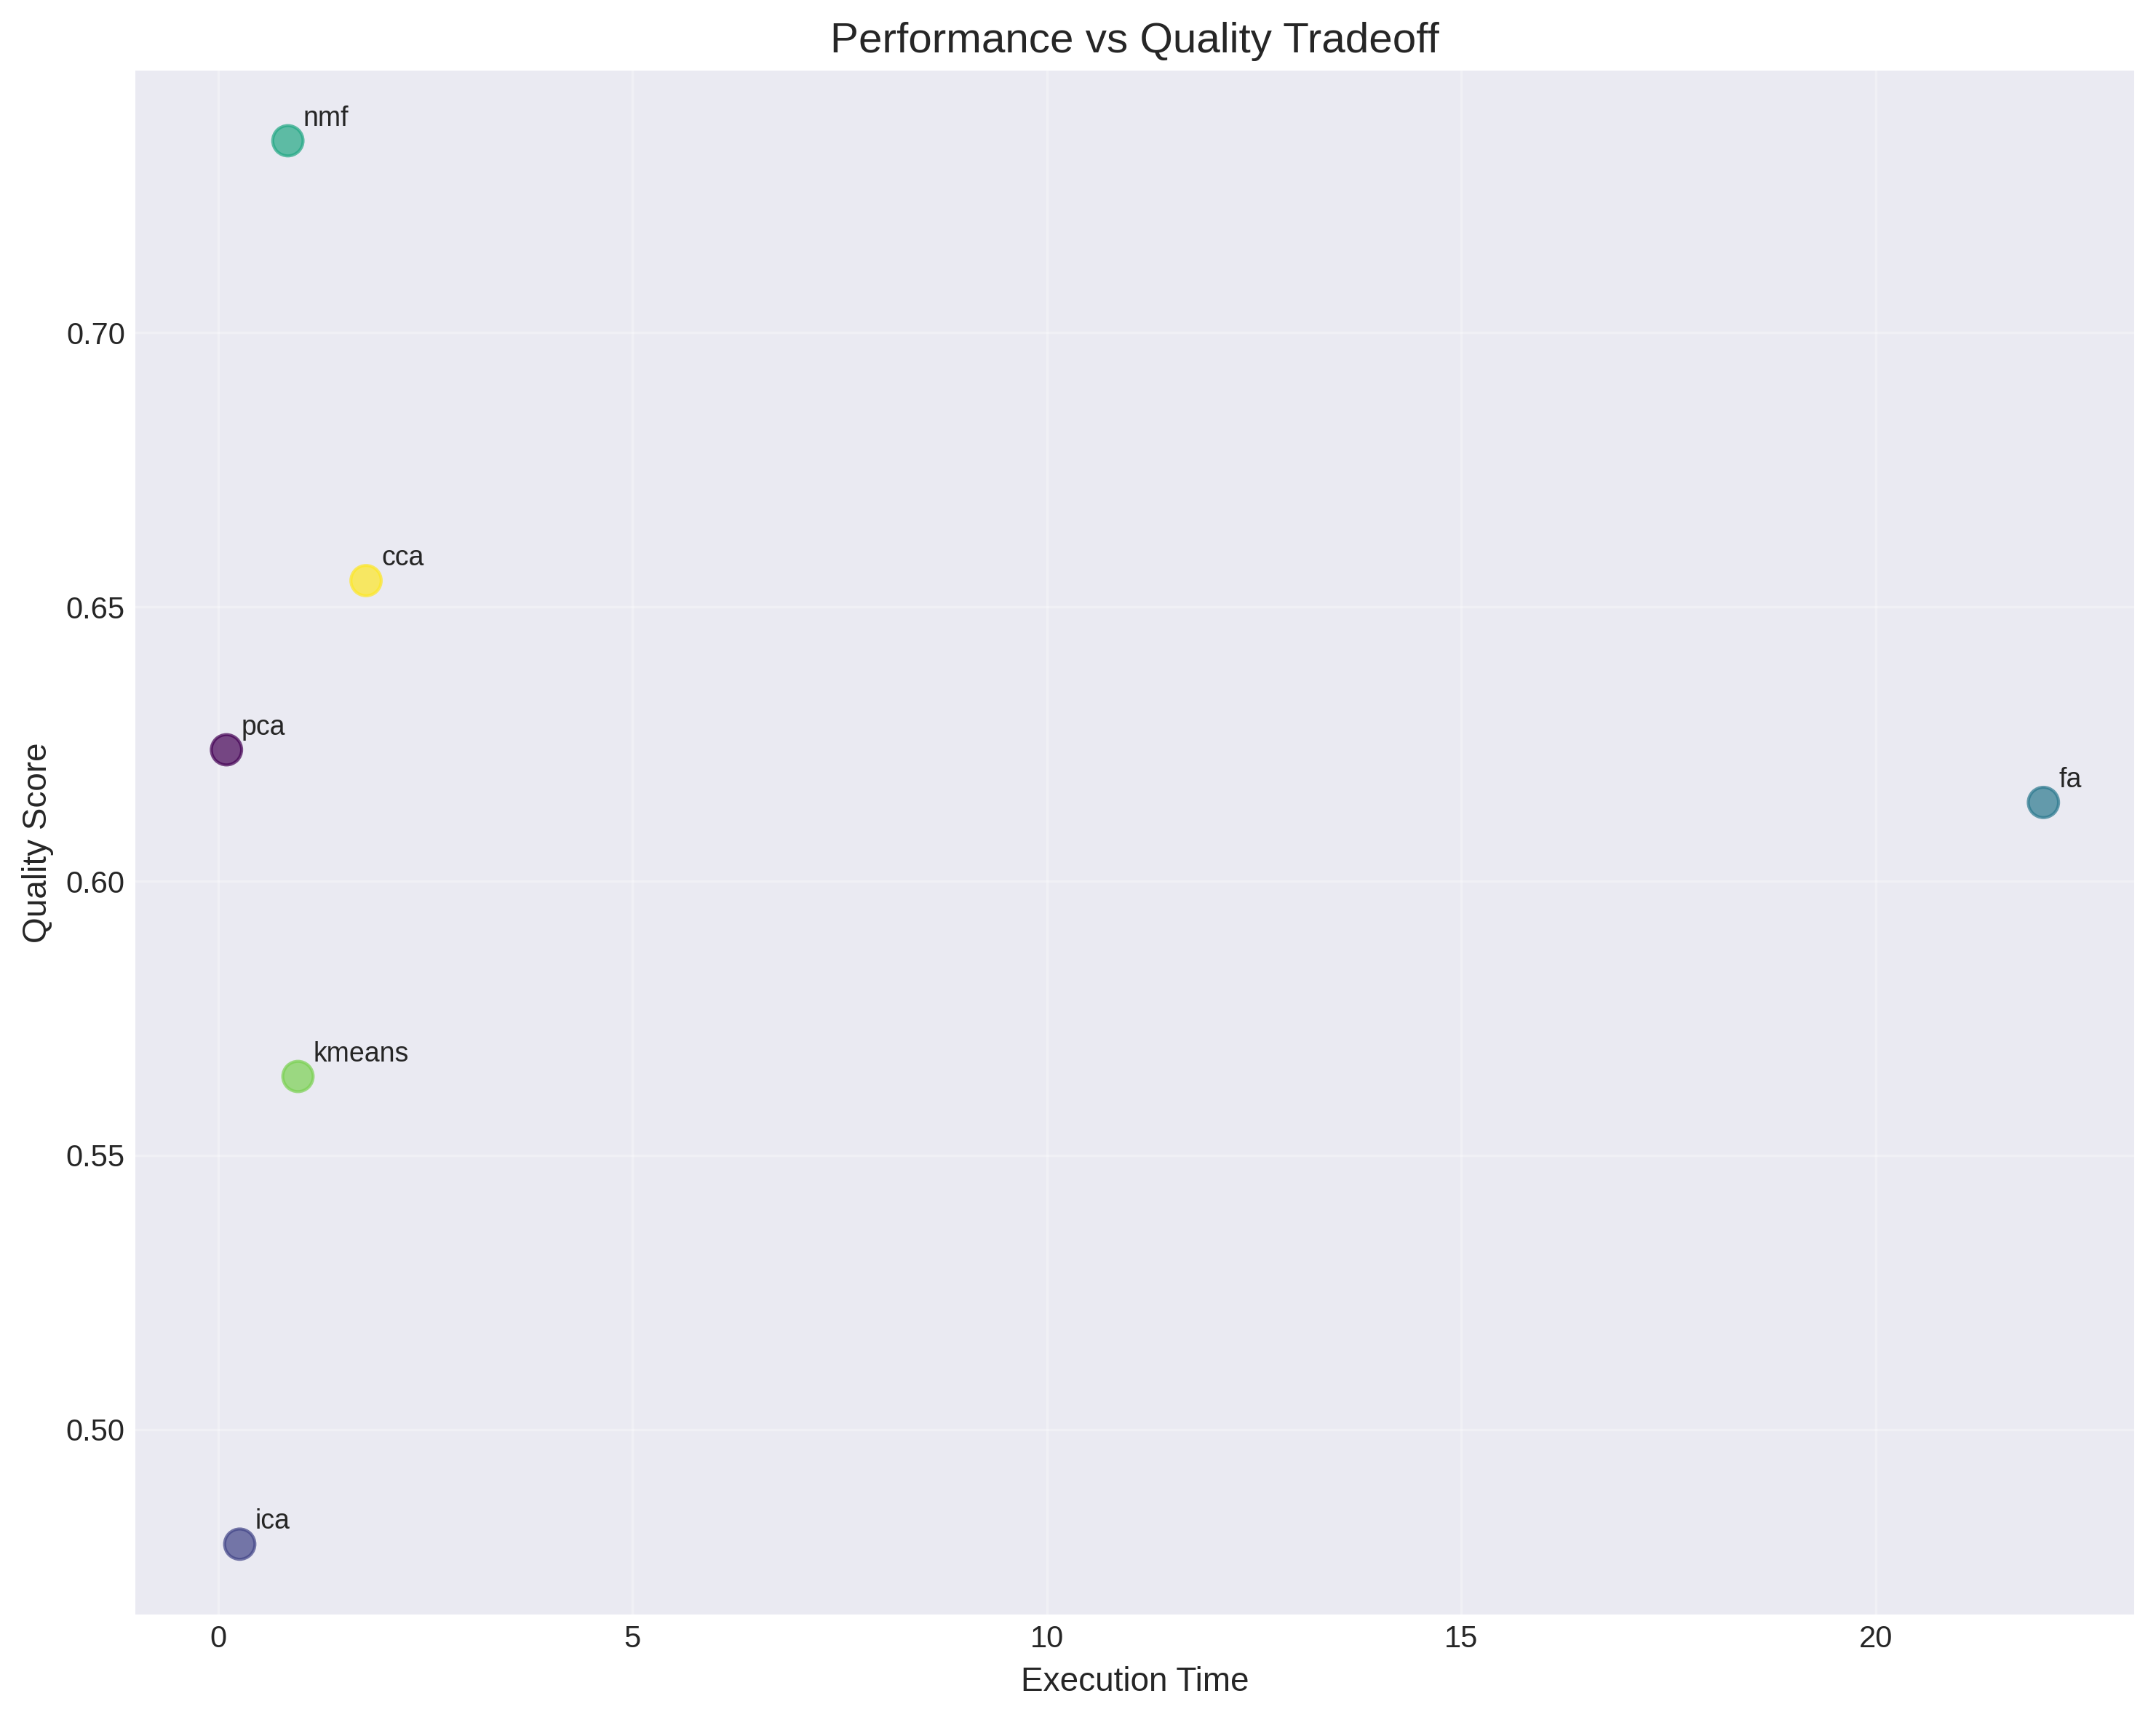 Performance vs Quality Tradeoff
nmf
0.70
cca
0.65
pca
fa
Quality Score
0.60
kmeans
0.55
0.50
ica
0 5 10 15 20
Execution Time